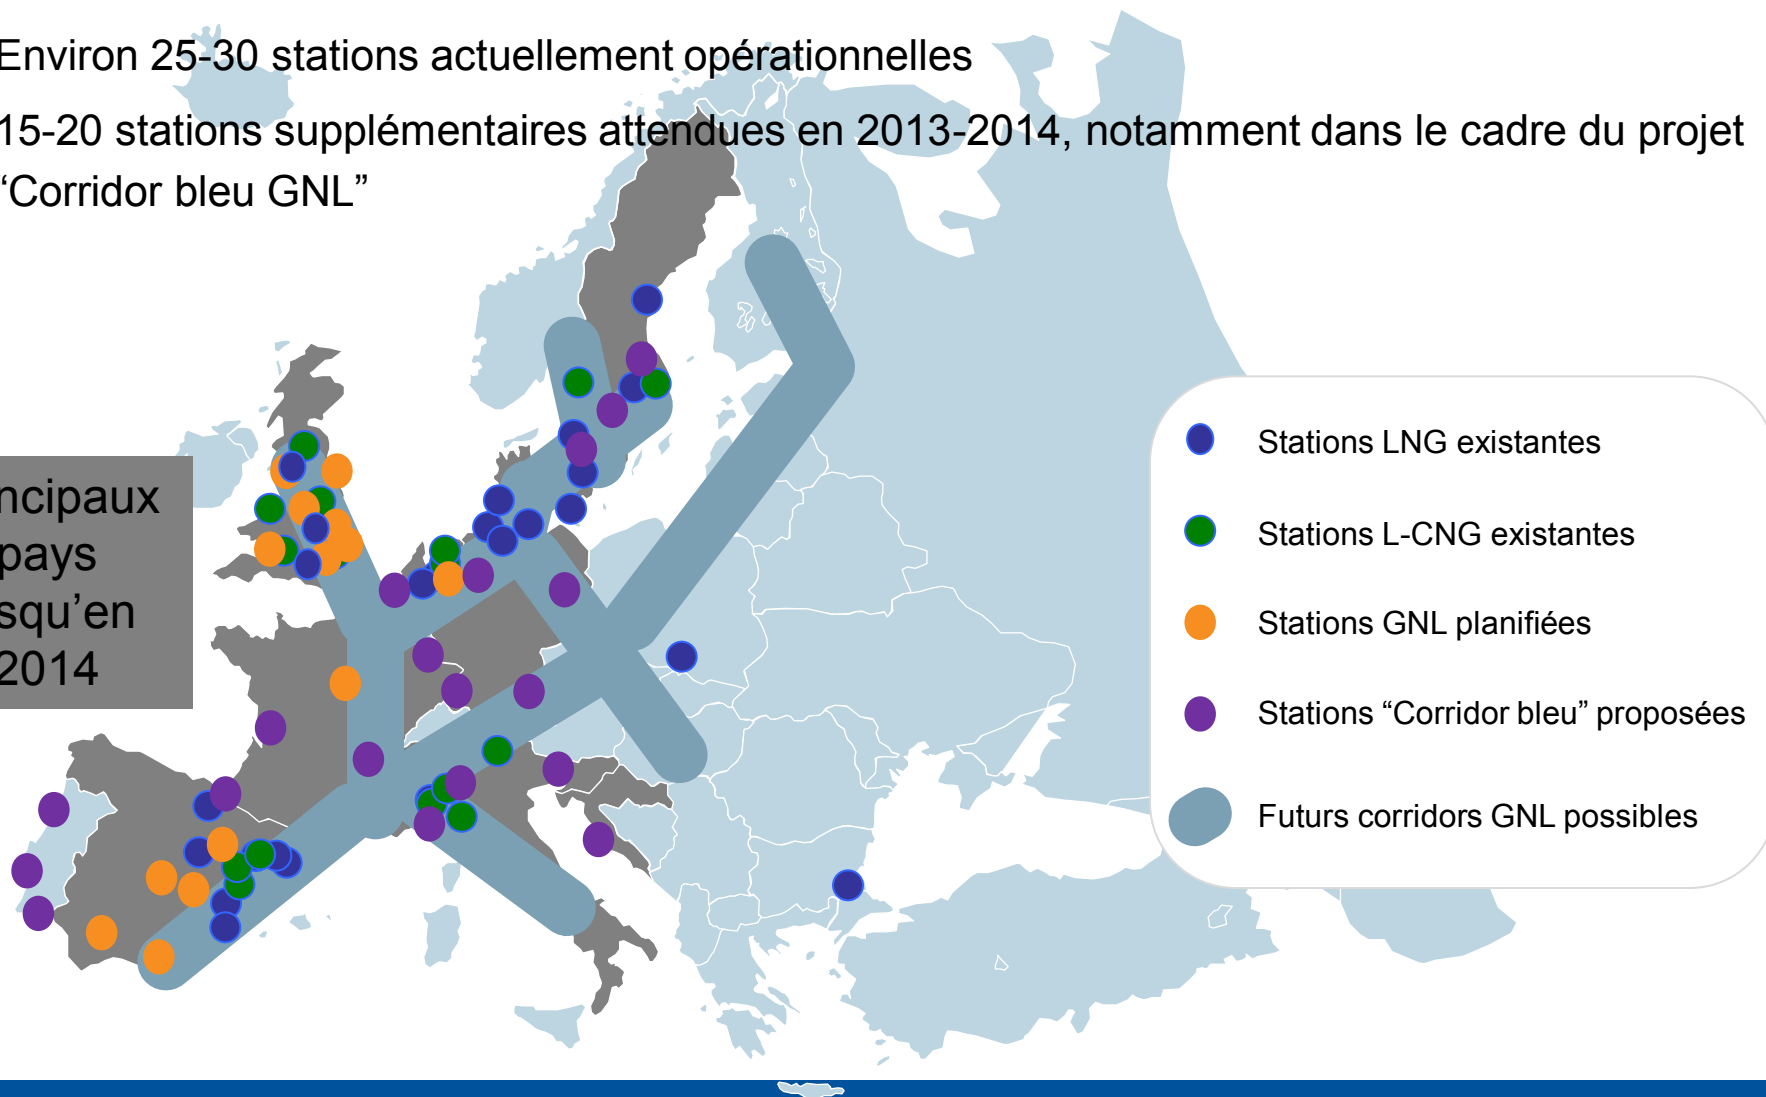 Environ 25-30 stations actuellement opérationnelles
15-20 stations supplémentaires attendues en 2013-2014, notamment dans le cadre du projet
“Corridor bleu GNL”
ncipaux
pays
squ’en
2014
Stations LNG existantes
Stations L-CNG existantes
Stations GNL planifiées
Stations “Corridor bleu” proposées
Futurs corridors GNL possibles